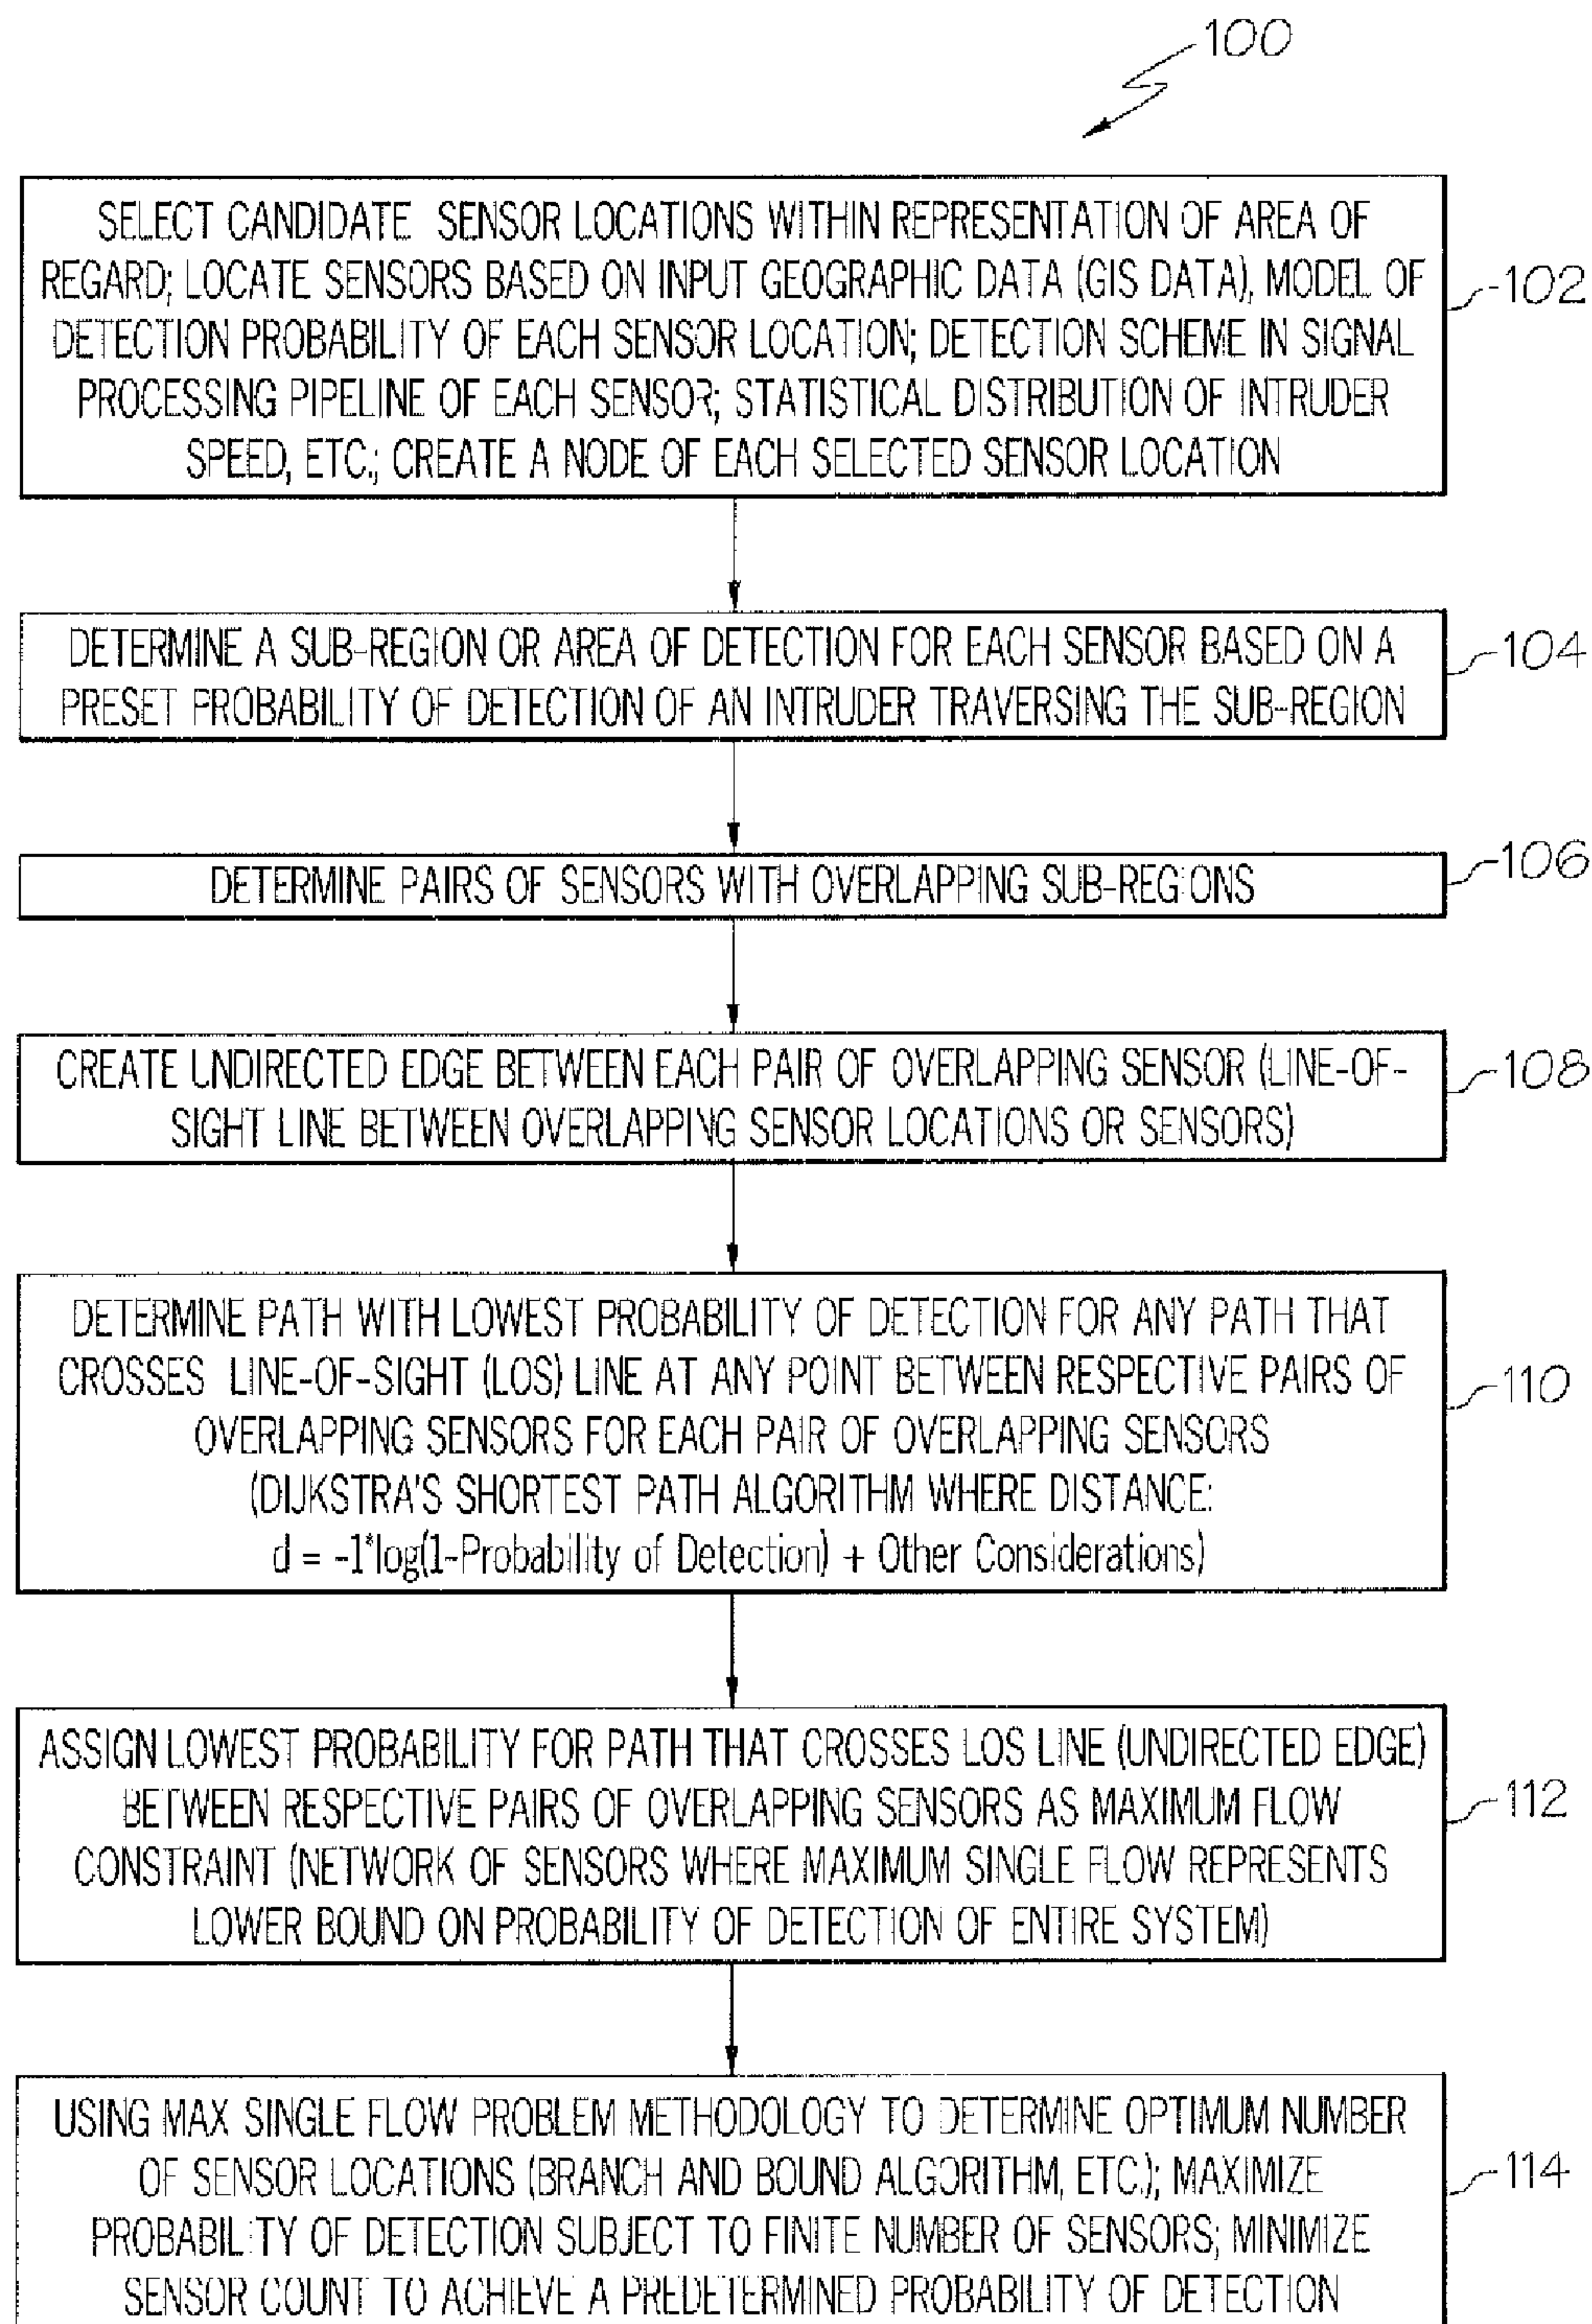 100
SELECT CANDIDATE SENSOR LOCATIONS WITHIN REPRESENTATION OF AREA OF
REGARD; LOCATE SENSORS BASED ON INPUT GEOGRAPHIC DATA (GIS DATA), MODEL OF
DETECTION PROBABILITY OF EACH SENSOR LOCATION; DETECTION SCHEME IN SIGNAL
PROCESSING PIPELINE OF EACH SENSOR; STATISTICAL DISTRIBUTION OF INTRUDER
SPEED, ETC.; CREATE A NODE OF EACH SELECTED SENSOR LOCATION
102
DETERMINE A SUB-REGION OR AREA OF DETECTION FOR EACH SENSOR BASED ON A
PRESET PROBABILITY OF DETECTION OF AN INTRUDER TRAVERSING THE SUB-REGION
104
DETERMINE PAIRS OF SENSORS WITH OVERLAPPING SUB-REGIONS
106
CREATE UNDIRECTED EDGE BETWEEN EACH PAIR OF OVERLAPPING SENSOR (LINE-OF-
SIGHT LINE BETWEEN OVERLAPPING SENSOR LOCATIONS OR SENSORS)
108
DETERMINE PATH WITH LOWEST PROBABILITY OF DETECTION FOR ANY PATH THAT
CROSSES LINE-OF-SIGHT (LOS) LINE AT ANY POINT BETWEEN RESPECTIVE PAIRS OF
OVERLAPPING SENSORS FOR EACH PAIR OF OVERLAPPING SENSORS
(DIJKSTRA'S SHORTEST PATH ALGORITHM WHERE DISTANCE:
d = -1*log(1-Probability of Detection) + Other Considerations)
110
ASSIGN LOWEST PROBABILITY FOR PATH THAT CROSSES LOS LINE (UNDIRECTED EDGE)
BETWEEN RESPECTIVE PAIRS OF OVERLAPPING SENSORS AS MAXIMUM FLOW
CONSTRAINT (NETWORK OF SENSORS WHERE MAXIMUM SINGLE FLOW REPRESENTS
LOWER BOUND ON PROBABILITY OF DETECTION OF ENTIRE SYSTEM)
112
USING MAX SINGLE FLOW PROBLEM METHODOLOGY TO DETERMINE OPTIMUM NUMBER
OF SENSOR LOCATIONS (BRANCH AND BOUND ALGORITHM, ETC.); MAXIMIZE
PROBABILITY OF DETECTION SUBJECT TO FINITE NUMBER OF SENSORS; MINIMIZE
SENSOR COUNT TO ACHIEVE A PREDETERMINED PROBABILITY OF DETECTION
114